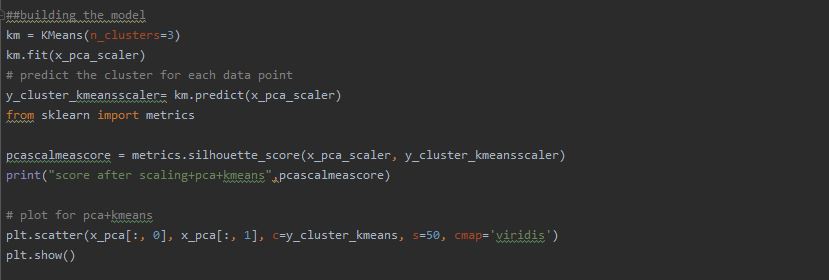 ##building the model
km = KMeans(n_clusters=3)
km.fit(x_pca_scaler)
# predict the cluster for each data point
y_cluster_kmeansscaler= km.predict(x_pca_scaler)
from sklearn import metrics
pcascalmeascore = metrics.silhouette_score(x_pca_scaler, y_cluster_kmeansscaler)
print("score after scaling+pca+kmeans",pcascalmeascore)
# plot for pca+kmeans
plt.scatter(x_pca[:, 0], x_pca[:, 1], c=y_cluster_kmeans, s=50, cmap='viridis')
plt.show()